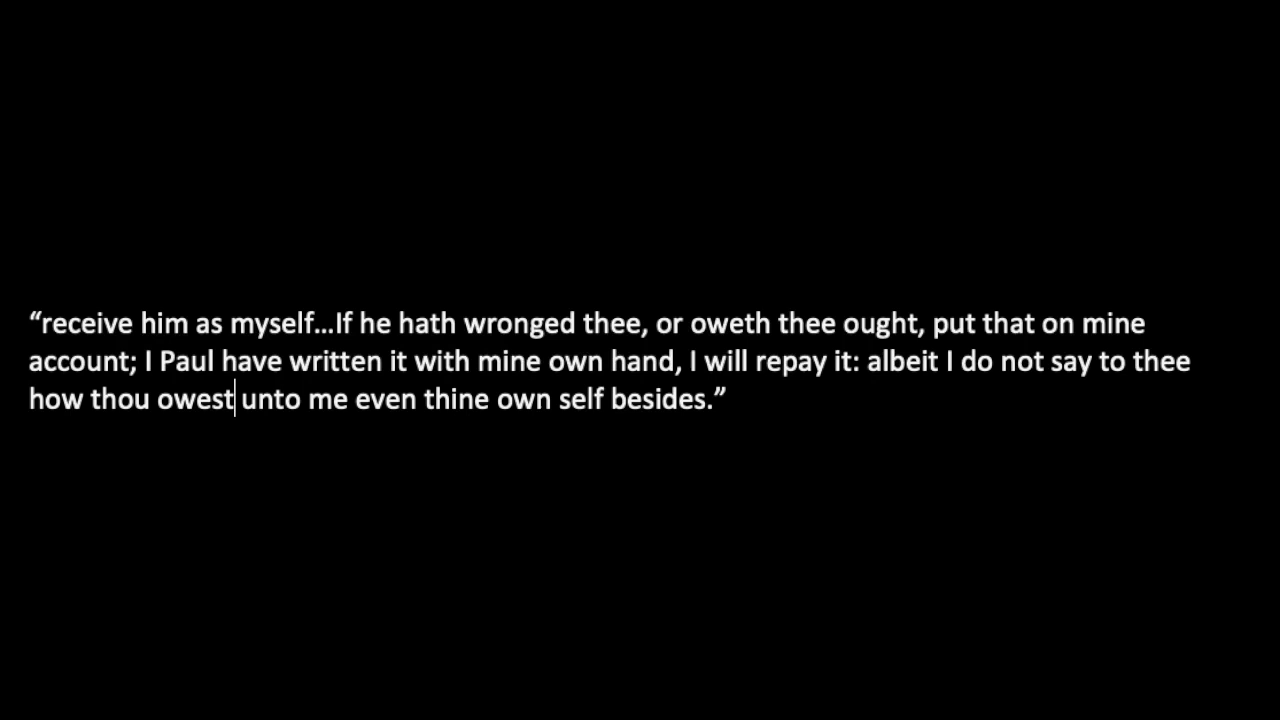 “receive him as myself...If he hath wronged thee, or oweth thee ought, put that on mine
account; I Paul have written it with mine own hand, I will repay it: albeit I do not say to thee
how thou owest unto me even thine own self besides.”